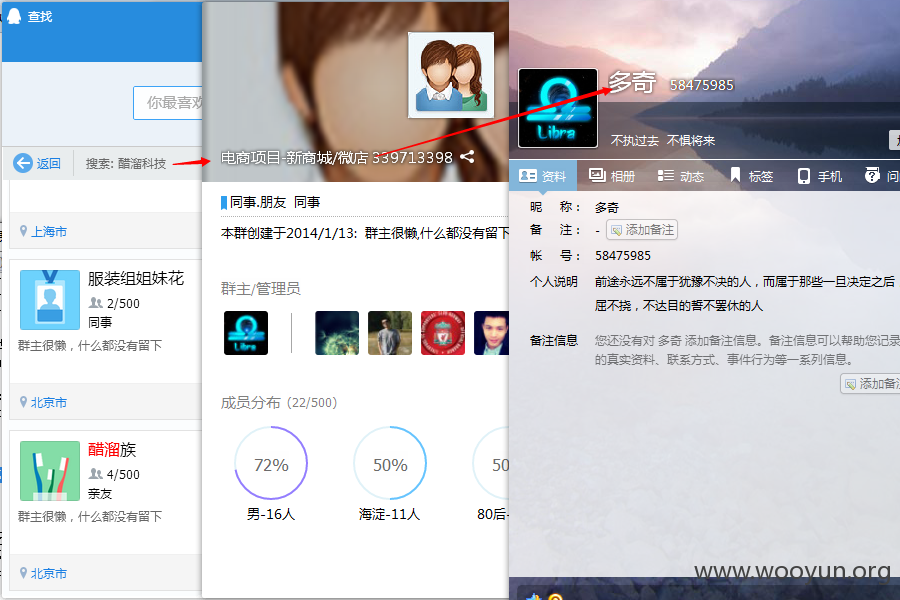 查找
你最喜欢
返回
搜索: 醋溜科技
上海市
服装组姐妹花
2/500
同事
群主很懒，什么都没有留下
北京市
醋溜族
4/500
亲友
群主很懒，什么都没有留下
北京市
电商项目-新商城/微店 339713398
同事.朋友 同事
本群创建于2014/1/13: 群主很懒,什么都没有留下
群主/管理员
Libra
成员分布 (22/500)
72%
50%
50
男-16人
海淀-11人
80后-
多奇 58475985
Libra
不执过去 不惧将来
资料
相册
动态
标签
手机
问
昵 称： 多奇
备 注： - 添加备注
帐 号： 58475985
个人说明 前途永远不属于犹豫不决的人，而属于那些一旦决定之后
屈不挠，不达目的誓不罢休的人
备注信息 您还没有对 多奇 添加备注信息。备注信息可以帮助您记录
的真实资料、联系方式、事件行为等一系列信息。
添加备注
www.wooyun.org